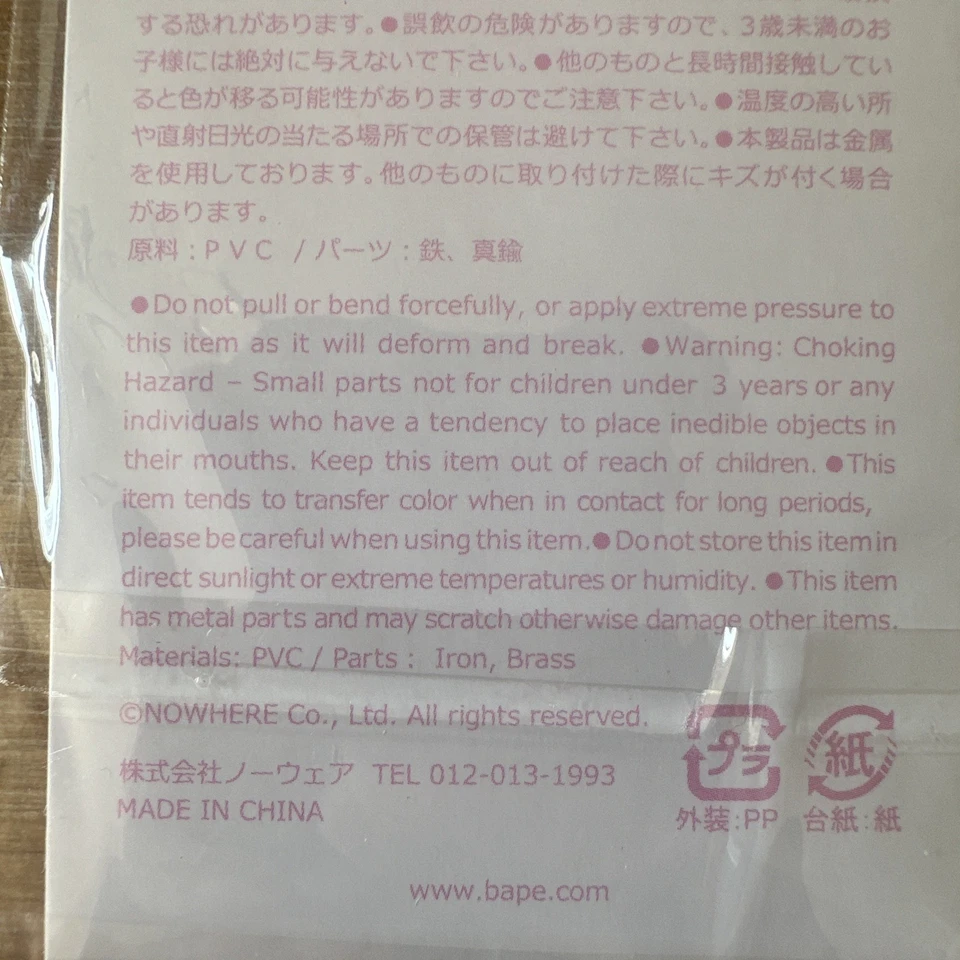 する恐れがあります。●誤飲の危険がありますので、3歳未満のお
子様には絶対に与えないで下さい。●他のものと長時間接触してい
ると色が移る可能性がありますのでご注意下さい。●温度の高い所
や直射日光の当たる場所での保管は避けて下さい。●本製品は金属
を使用しております。他のものに取り付けた際にキズが付く場合
があります。
原料:PVC / パーツ:鉄、真鍮
●Do not pull or bend forcefully, or apply extreme pressure to
this item as it will deform and break. ●Warning: Choking
Hazard – Small parts not for children under 3 years or any
individuals who have a tendency to place inedible objects in
their mouths. Keep this item out of reach of children. ●This
item tends to transfer color when in contact for long periods,
please be careful when using this item.●Do not store this item in
direct sunlight or extreme temperatures or humidity. ●This item
has metal parts and may scratch otherwise damage other items.
Materials: PVC / Parts : Iron, Brass
©NOWHERE Co., Ltd. All rights reserved.
株式会社ノーウェア TEL 012-013-1993
MADE IN CHINA
プラ
紙
外装:PP 台紙:紙
www.bape.com